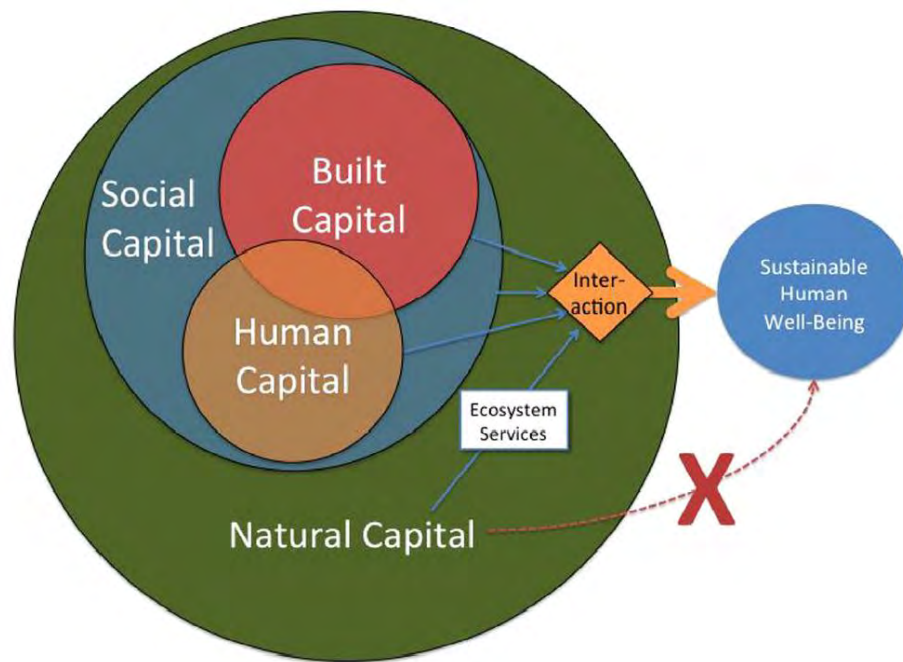 Built
Capital
Social
Capital
Human
Capital
Inter-
action
Sustainable
Human
Well-Being
Ecosystem
Services
Natural Capital
X